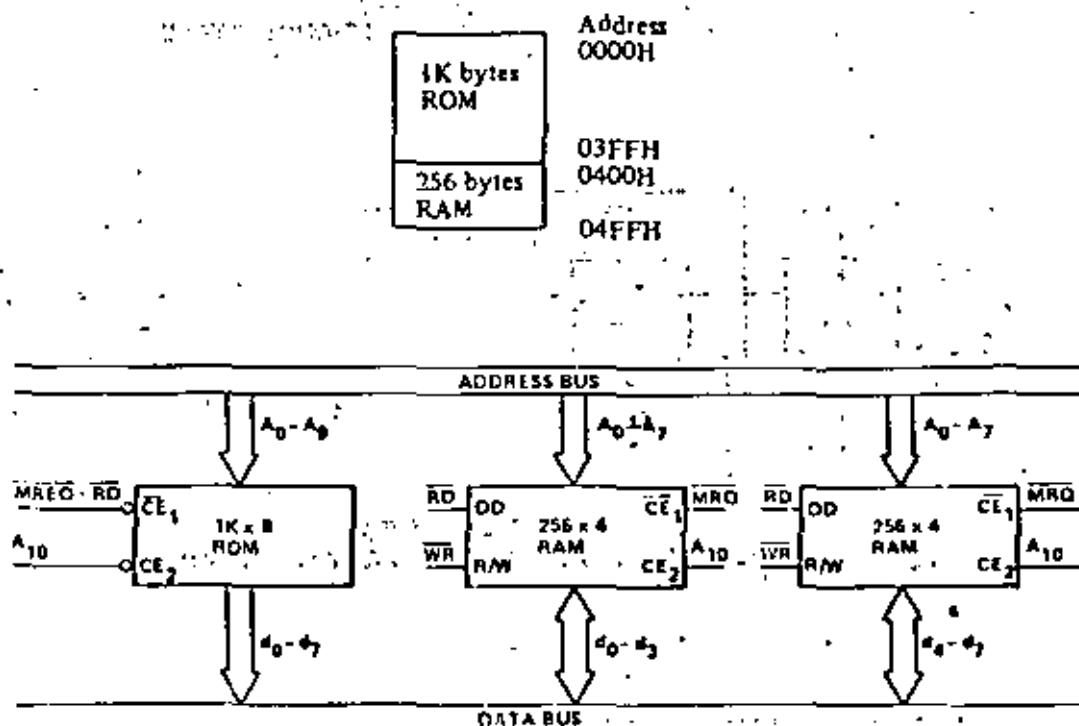 Address
0000H
1K bytes
ROM
03FFH
0400H
256 bytes
RAM
04FFH
ADDRESS BUS
A0 - A9
A0 - A7
A0 - A7
MREQ · RD
CE1
1K x 8
ROM
A10
CE2
RD
OD
256 x 4
RAM
CE1
MRQ
WR
R/W
CE2
A10
RD
OD
256 x 4
RAM
CE1
MRQ
WR
R/W
CE2
A10
d0 - d7
d0 - d3
d4 - d7
DATA BUS